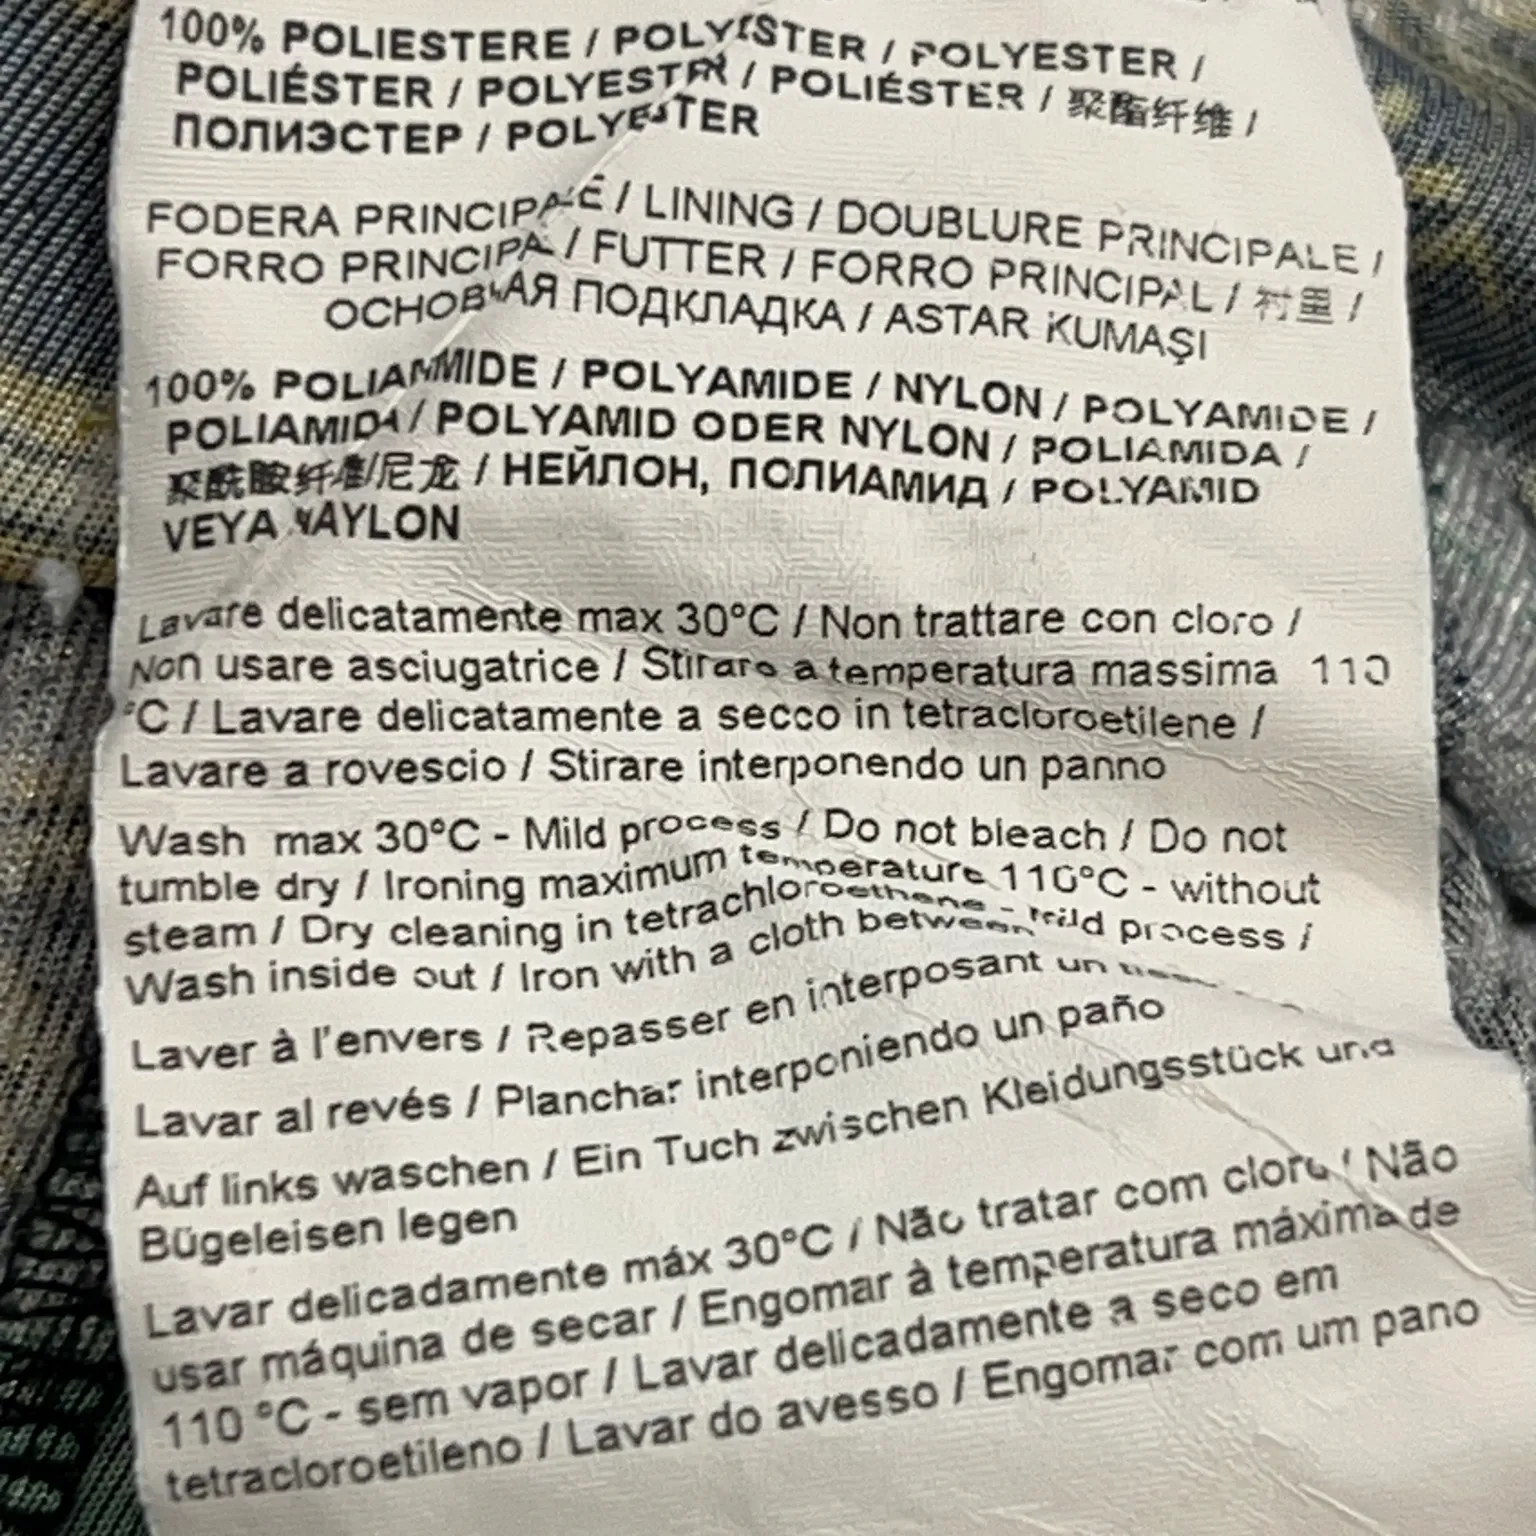 100% POLIESTERE / POLYESTER / POLYESTER /
POLIÉSTER / POLYESTER / POLIÉSTER / 聚酯纤维 /
ПОЛИЭСТЕР / POLYESTER
FODERA PRINCIPALE / LINING / DOUBLURE PRINCIPALE /
FORRO PRINCIPAL / FUTTER / FORRO PRINCIPAL / 衬里 /
ОСНОВНАЯ ПОДКЛАДКА / ASTAR KUMAŞI
100% POLIAMMIDE / POLYAMIDE / NYLON / POLYAMIDE /
POLIAMIDA / POLYAMID ODER NYLON / POLIAMIDA /
聚酰胺纤维/尼龙 / НЕЙЛОН, ПОЛИАМИД / POLYAMID
VEYA NAYLON
Lavare delicatamente max 30°C / Non trattare con cloro /
Non usare asciugatrice / Stirare a temperatura massima 110
°C / Lavare delicatamente a secco in tetracloroetilene /
Lavare a rovescio / Stirare interponendo un panno
Wash max 30°C - Mild process / Do not bleach / Do not
tumble dry / Ironing maximum temperature 110°C - without
steam / Dry cleaning in tetrachloroethene - mild process /
Wash inside out / Iron with a cloth between
Laver à l'envers / Repasser en interposant un
Lavar al revés / Planchar interponiendo un paño
Auf links waschen / Ein Tuch zwischen Kleidungsstück und
Bügeleisen legen
Lavar delicadamente máx 30°C / Não tratar com cloro / Não
usar máquina de secar / Engomar à temperatura máxima de
110 °C - sem vapor / Lavar delicadamente a seco em
tetracloroetileno / Lavar do avesso / Engomar com um pano